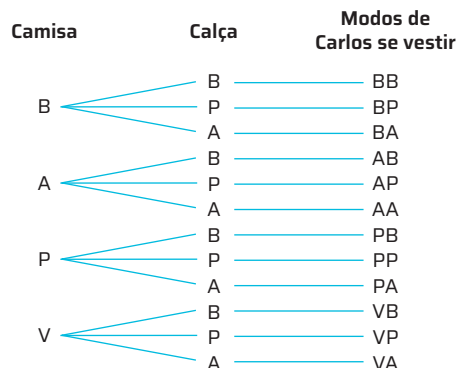 Camisa Calça Modos de
Carlos se vestir
B BB
B P BP
A BA
B AB
A P AP
A AA
B PB
P P PP
A PA
B VB
V P VP
A VA